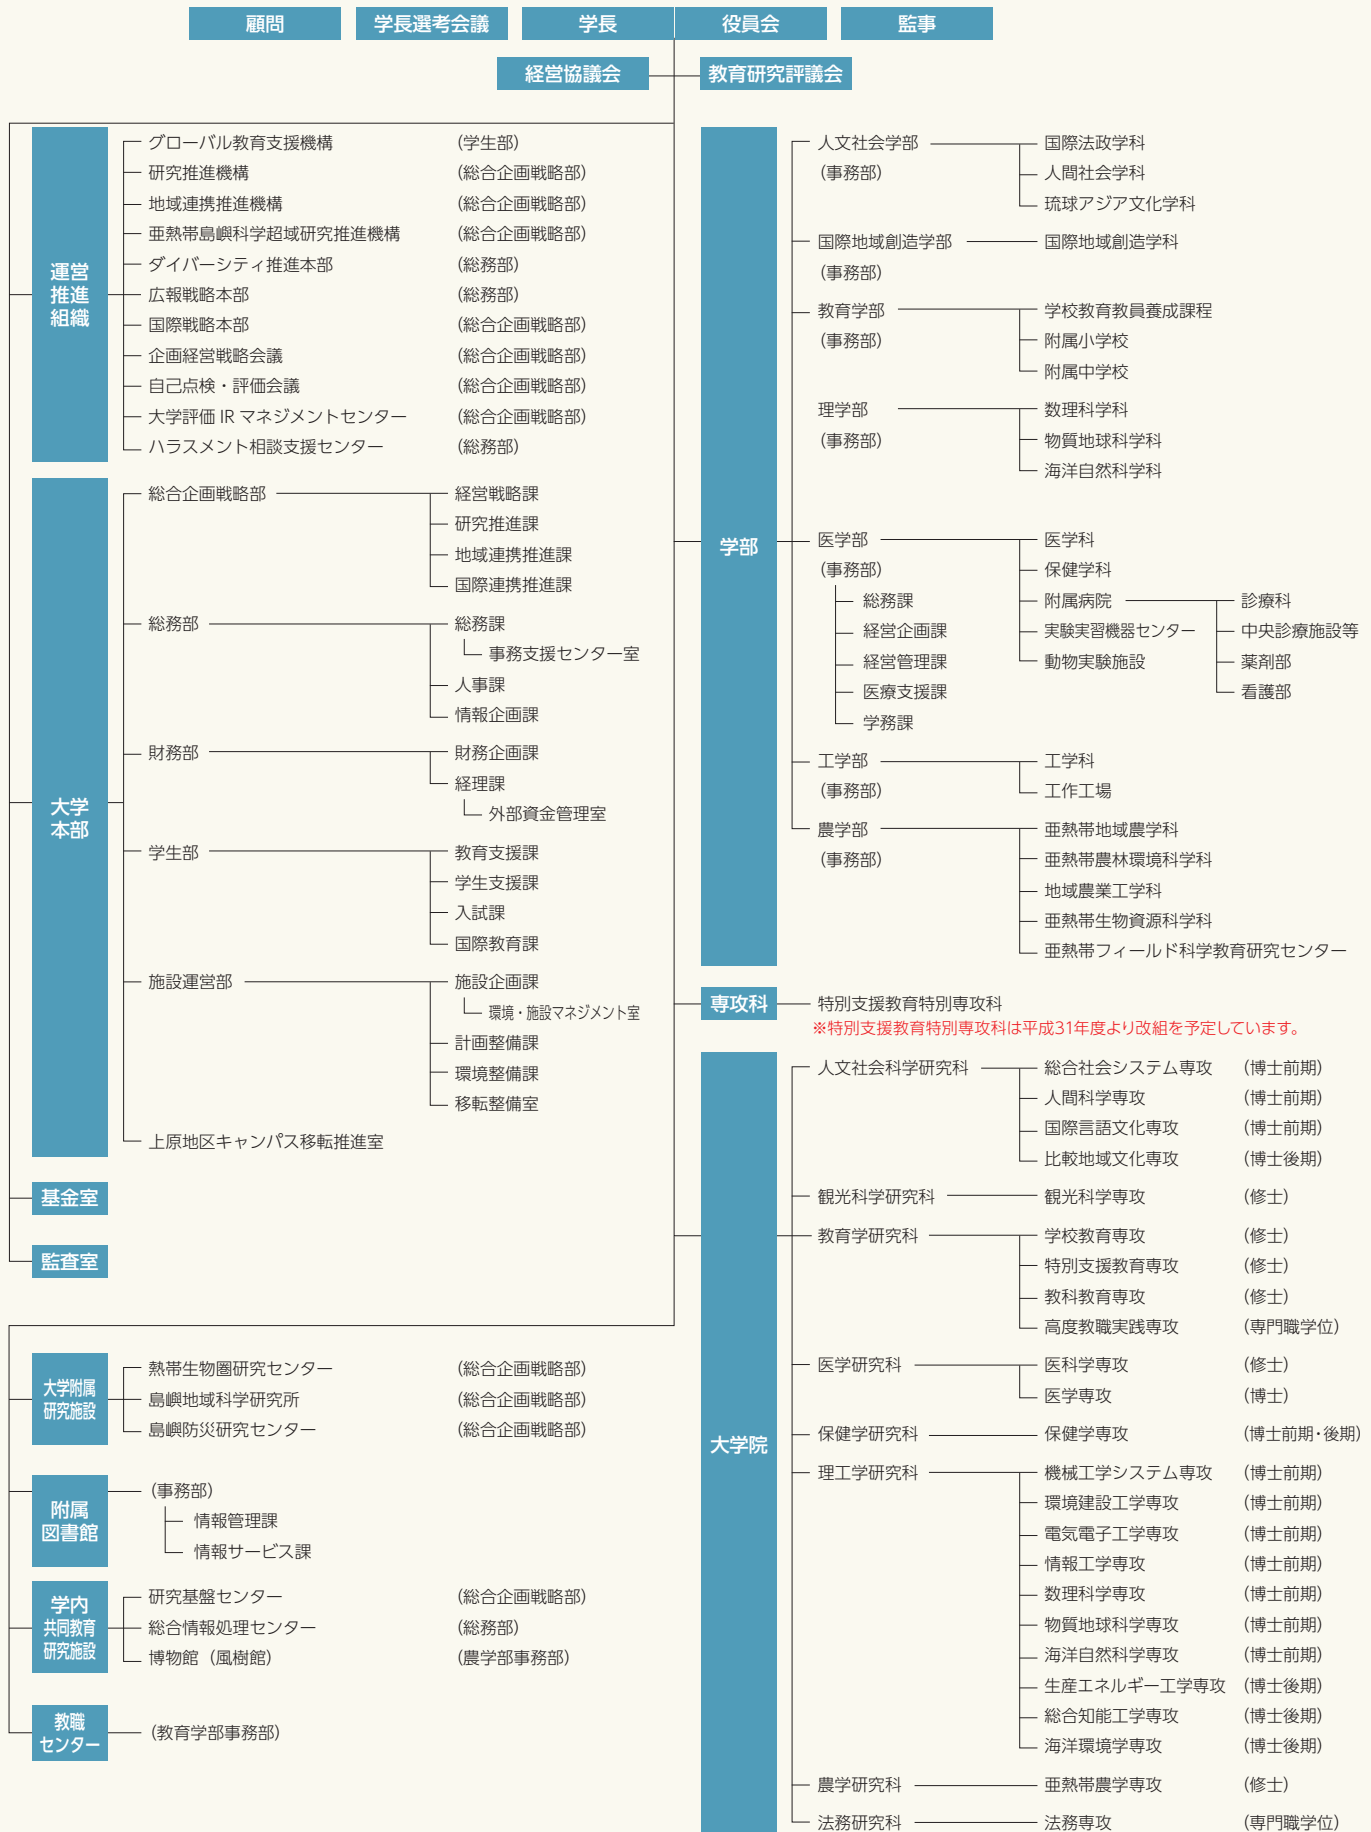 顧問
学長選考会議
学長
役員会
監事
経営協議会
教育研究評議会
運営
推進
組織
グローバル教育支援機構 (学生部)
研究推進機構 (総合企画戦略部)
地域連携推進機構 (総合企画戦略部)
亜熱帯島嶼科学超域研究推進機構 (総合企画戦略部)
ダイバーシティ推進本部 (総務部)
広報戦略本部 (総務部)
国際戦略本部 (総合企画戦略部)
企画経営戦略会議 (総合企画戦略部)
自己点検・評価会議 (総合企画戦略部)
大学評価 IR マネジメントセンター (総合企画戦略部)
ハラスメント相談支援センター (総務部)
大学
本部
総合企画戦略部 経営戦略課
研究推進課
地域連携推進課
国際連携推進課
総務部 総務課
事務支援センター室
人事課
情報企画課
財務部 財務企画課
経理課
外部資金管理室
学生部 教育支援課
学生支援課
入試課
国際教育課
施設運営部 施設企画課
環境・施設マネジメント室
計画整備課
環境整備課
移転整備室
上原地区キャンパス移転推進室
基金室
監査室
大学附属
研究施設
熱帯生物圏研究センター (総合企画戦略部)
島嶼地域科学研究所 (総合企画戦略部)
島嶼防災研究センター (総合企画戦略部)
附属
図書館
(事務部)
情報管理課
情報サービス課
学内
共同教育
研究施設
研究基盤センター (総合企画戦略部)
総合情報処理センター (総務部)
博物館（風樹館） (農学部事務部)
教職
センター
(教育学部事務部)
学部
人文社会学部 国際法政学科
(事務部) 人間社会学科
琉球アジア文化学科
国際地域創造学部 国際地域創造学科
(事務部)
教育学部 学校教育教員養成課程
(事務部) 附属小学校
附属中学校
理学部 数理科学科
(事務部) 物質地球科学科
海洋自然科学科
医学部 医学科
(事務部) 保健学科
総務課 附属病院 診療科
経営企画課 実験実習機器センター 中央診療施設等
経営管理課 動物実験施設 薬剤部
医療支援課 看護部
学務課
工学部 工学科
(事務部) 工作工場
農学部 亜熱帯地域農学科
(事務部) 亜熱帯農林環境科学科
地域農業工学科
亜熱帯生物資源科学科
亜熱帯フィールド科学教育研究センター
専攻科
特別支援教育特別専攻科
※特別支援教育特別専攻科は平成31年度より改組を予定しています。
大学院
人文社会科学研究科 総合社会システム専攻 (博士前期)
人間科学専攻 (博士前期)
国際言語文化専攻 (博士前期)
比較地域文化専攻 (博士後期)
観光科学研究科 観光科学専攻 (修士)
教育学研究科 学校教育専攻 (修士)
特別支援教育専攻 (修士)
教科教育専攻 (修士)
高度教職実践専攻 (専門職学位)
医学研究科 医科学専攻 (修士)
医学専攻 (博士)
保健学研究科 保健学専攻 (博士前期・後期)
理工学研究科 機械工学システム専攻 (博士前期)
環境建設工学専攻 (博士前期)
電気電子工学専攻 (博士前期)
情報工学専攻 (博士前期)
数理科学専攻 (博士前期)
物質地球科学専攻 (博士前期)
海洋自然科学専攻 (博士前期)
生産エネルギー工学専攻 (博士後期)
総合知能工学専攻 (博士後期)
海洋環境学専攻 (博士後期)
農学研究科 亜熱帯農学専攻 (修士)
法務研究科 法務専攻 (専門職学位)